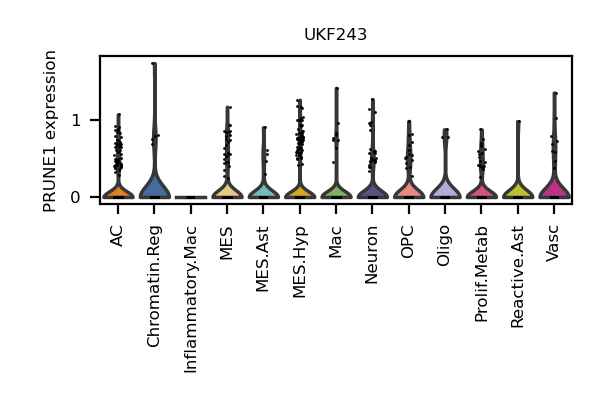 UKF243
PRUNE1 expression
1
0
AC
Chromatin.Reg
Inflammatory.Mac
MES
MES.Ast
MES.Hyp
Mac
Neuron
OPC
Oligo
Prolif.Metab
Reactive.Ast
Vasc